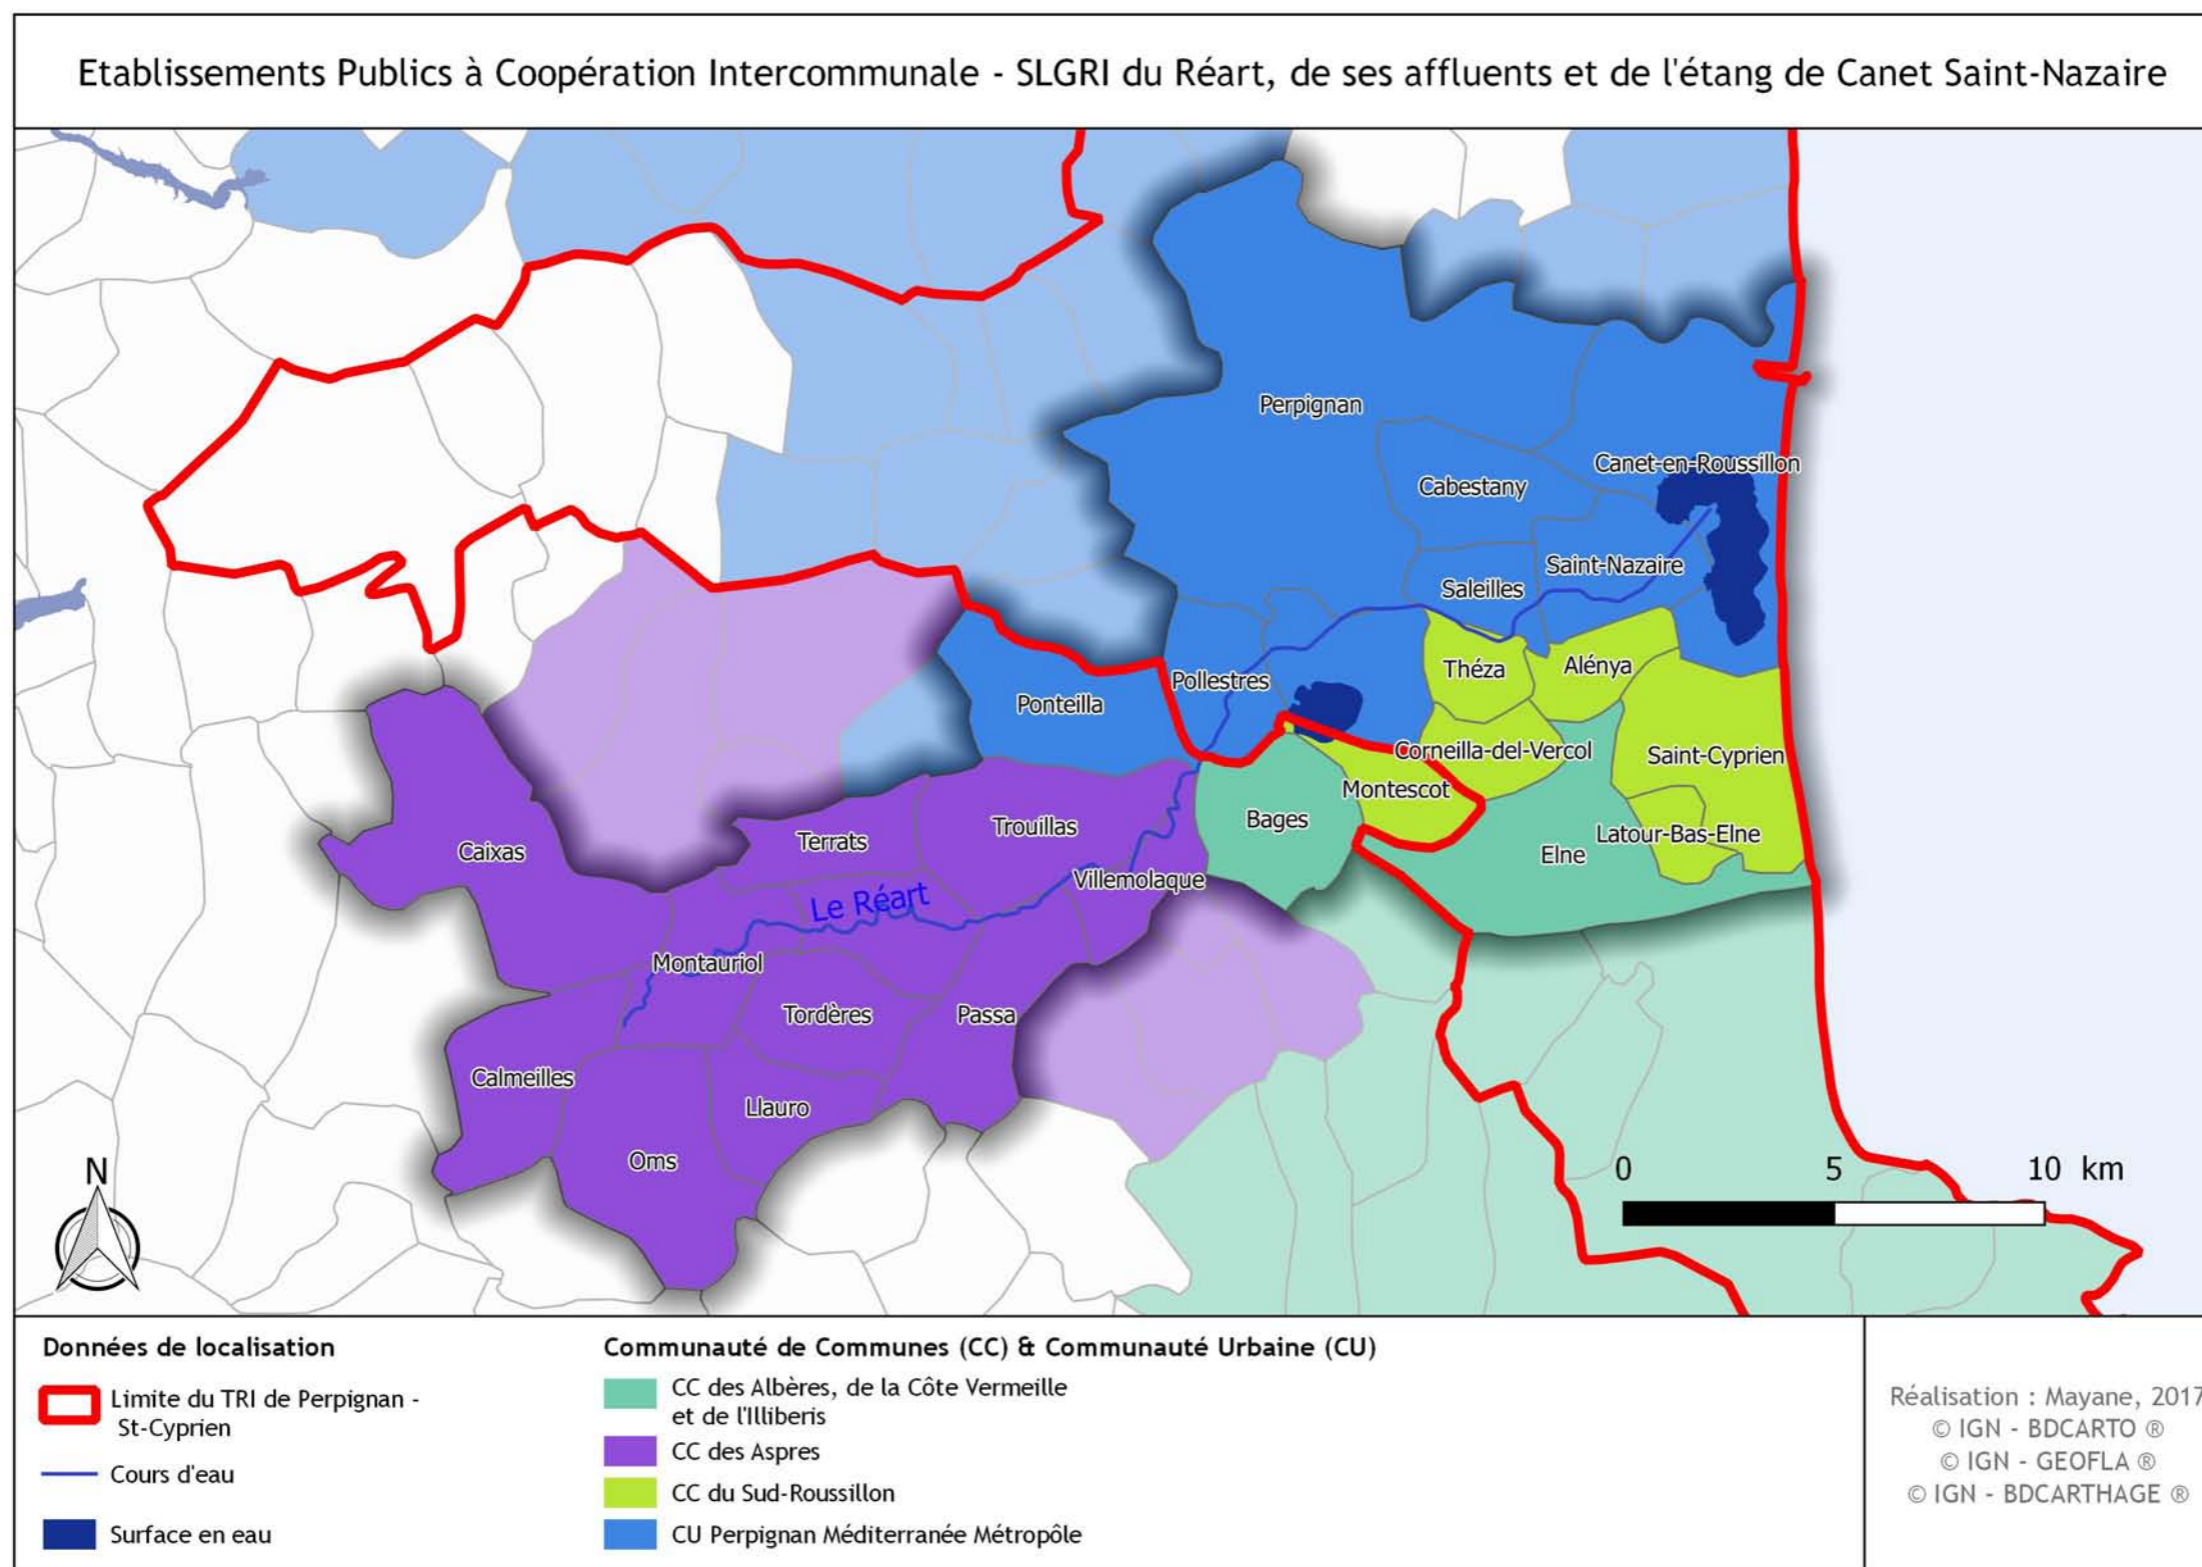 Etablissements Publics à Coopération Intercommunale - SLGRI du Réart, de ses affluents et de l'étang de Canet Saint-Nazaire
Perpignan
Canet-en-Roussillon
Cabestany
Saint-Nazaire
Saleilles
Théza
Alénya
Pollestres
Ponteilla
Corneilla-del-Vercol
Saint-Cyprien
Montescot
Bages
Trouillas
Terrats
Latour-Bas-Elne
Elne
Caixas
Villemolaque
Le Réart
Montauriol
Tordères
Passa
Calmeilles
Llauro
Oms
N
0 5 10 km
Données de localisation
Limite du TRI de Perpignan -
St-Cyprien
Cours d'eau
Surface en eau
Communauté de Communes (CC) & Communauté Urbaine (CU)
CC des Albères, de la Côte Vermeille
et de l'Illiberis
CC des Aspres
CC du Sud-Roussillon
CU Perpignan Méditerranée Métropôle
Réalisation : Mayane, 2017
© IGN - BDCARTO ®
© IGN - GEOFLA ®
© IGN - BDCARTHAGE ®